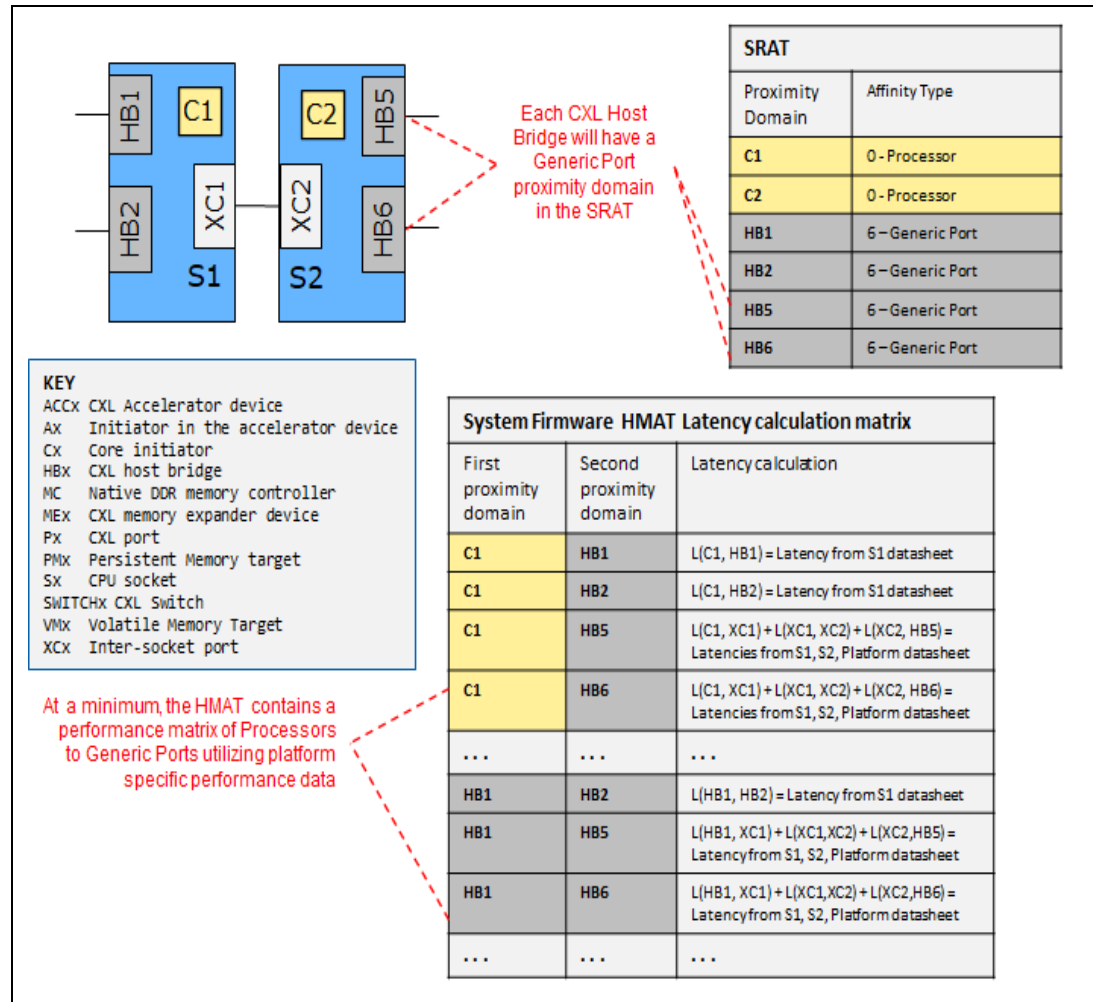 HB1
HB2
C1
XC1
S1
C2
XC2
S2
HB5
HB6
Each CXL Host
Bridge will have a
Generic Port
proximity domain
in the SRAT
SRAT
Proximity
Domain
Affinity Type
C1
0 - Processor
C2
0 - Processor
HB1
6 – Generic Port
HB2
6 – Generic Port
HB5
6 – Generic Port
HB6
6 – Generic Port
KEY
ACCx CXL Accelerator device
Ax Initiator in the accelerator device
Cx Core initiator
HBx CXL host bridge
MC Native DDR memory controller
MEx CXL memory expander device
Px CXL port
PMx Persistent Memory target
Sx CPU socket
SWITCHx CXL Switch
VMx Volatile Memory Target
XCx Inter-socket port
At a minimum, the HMAT contains a
performance matrix of Processors
to Generic Ports utilizing platform
specific performance data
System Firmware HMAT Latency calculation matrix
First
proximity
domain
Second
proximity
domain
Latency calculation
C1
HB1
L(C1, HB1) = Latency from S1 datasheet
C1
HB2
L(C1, HB2) = Latency from S1 datasheet
C1
HB5
L(C1, XC1) + L(XC1, XC2) + L(XC2, HB5) =
Latencies from S1, S2, Platform datasheet
C1
HB6
L(C1, XC1) + L(XC1, XC2) + L(XC2, HB6) =
Latencies from S1, S2, Platform datasheet
. . .
. . .
. . .
HB1
HB2
L(HB1, HB2) = Latency from S1 datasheet
HB1
HB5
L(HB1, XC1) + L(XC1,XC2) + L(XC2,HB5) =
Latency from S1, S2, Platform datasheet
HB1
HB6
L(HB1, XC1) + L(XC1,XC2) + L(XC2,HB6) =
Latency from S1, S2, Platform datasheet
. . .
. . .
. . .